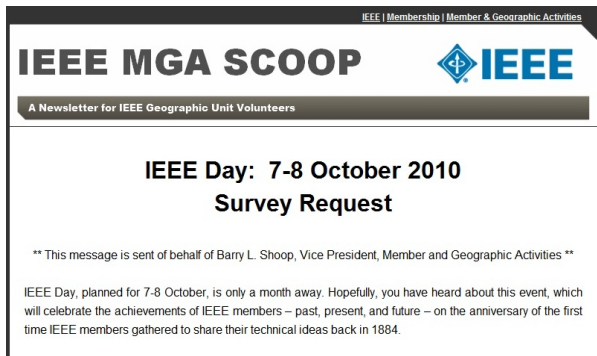 IEEE | Membership | Member & Geographic Activities
IEEE MGA SCOOP
IEEE
A Newsletter for IEEE Geographic Unit Volunteers
IEEE Day: 7-8 October 2010
Survey Request
** This message is sent of behalf of Barry L. Shoop, Vice President, Member and Geographic Activities **
IEEE Day, planned for 7-8 October, is only a month away. Hopefully, you have heard about this event, which
will celebrate the achievements of IEEE members – past, present, and future – on the anniversary of the first
time IEEE members gathered to share their technical ideas back in 1884.